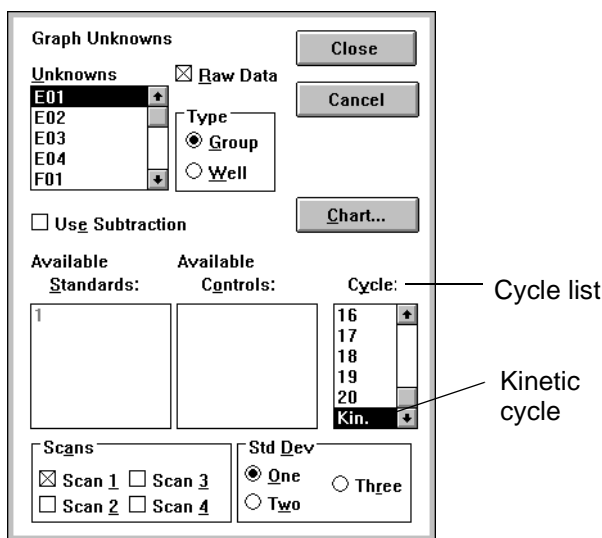 Graph Unknowns
Close
Unknowns
Raw Data
Cancel
E01
E02
E03
E04
F01
Type
Group
Well
Use Subtraction
Chart...
Available
Standards:
Available
Controls:
Cycle:
Cycle list
1
16
17
18
19
20
Kin.
Kinetic
cycle
Scans
Scan 1 Scan 3
Scan 2 Scan 4
Std Dev
One
Three
Two